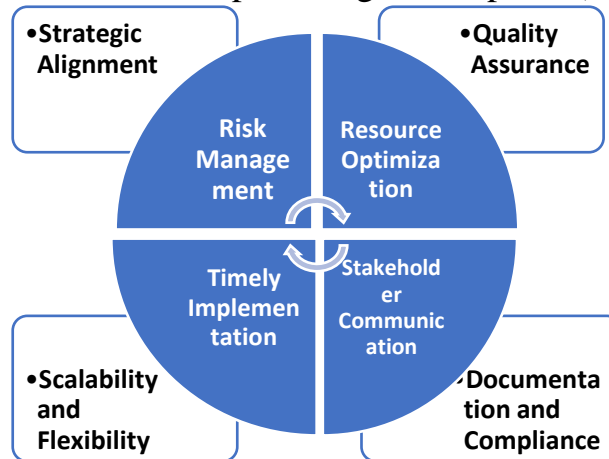 •Strategic
Alignment
•Quality
Assurance
Risk
Manage
ment
Resource
Optimiza
tion
Timely
Implemen
tation
Stakehold
er
Communic
ation
•Scalability
and
Flexibility
•Documenta
tion and
Compliance